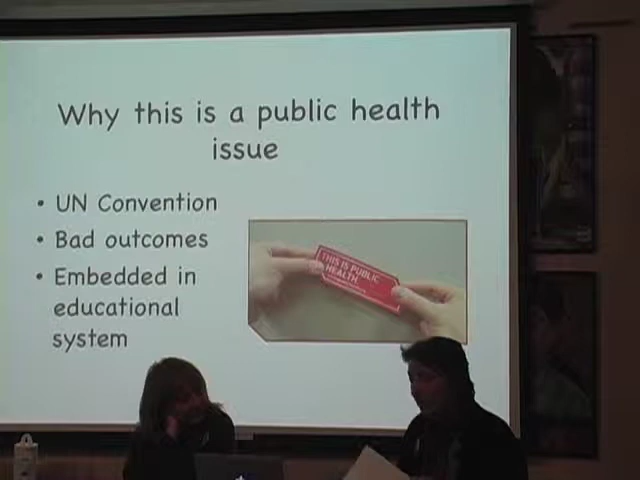 Why this is a public health
issue
• UN Convention
• Bad outcomes
• Embedded in
educational
system
THIS IS PUBLIC
HEALTH